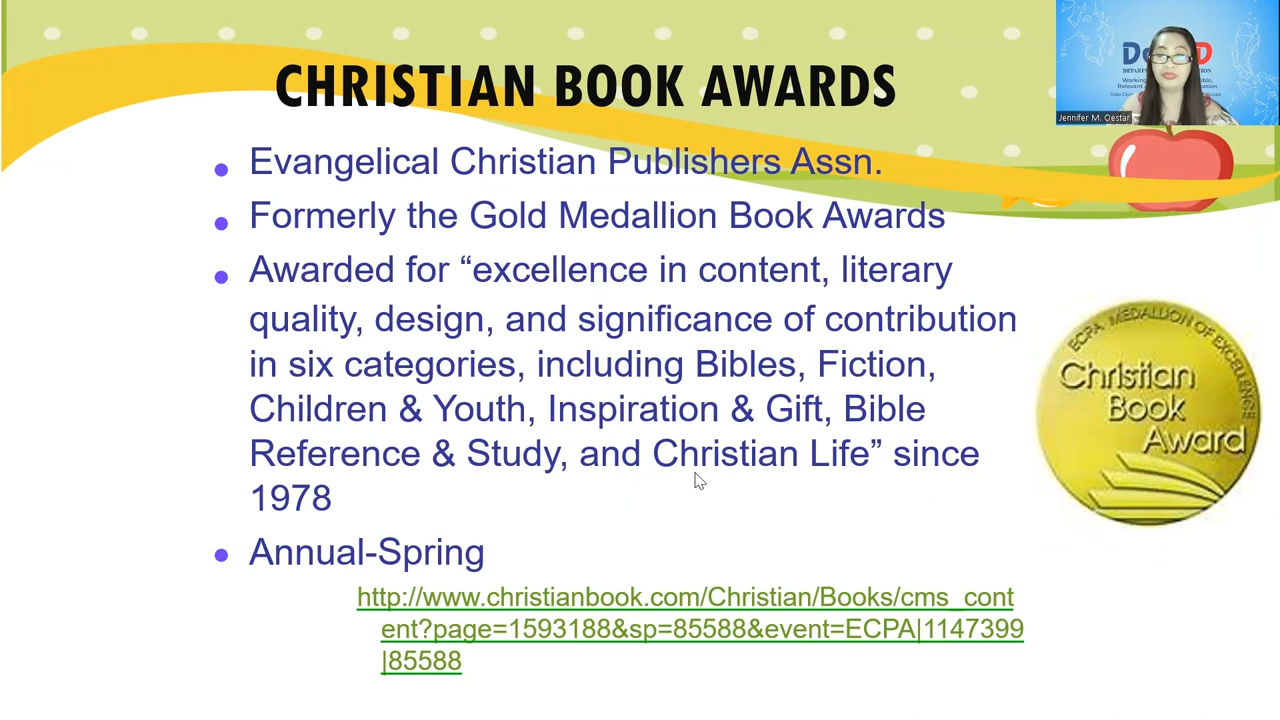 CHRISTIAN BOOK AWARDS
Jennifer M. Oestar
Evangelical Christian Publishers Assn.
Formerly the Gold Medallion Book Awards
Awarded for “excellence in content, literary
quality, design, and significance of contribution
in six categories, including Bibles, Fiction,
Children & Youth, Inspiration & Gift, Bible
Reference & Study, and Christian Life” since
1978
Annual-Spring
http://www.christianbook.com/Christian/Books/cms_cont
ent?page=1593188&sp=85588&event=ECPA|1147399
|85588
ECPA MEDALLION OF EXCELLENCE
Christian
Book
Award